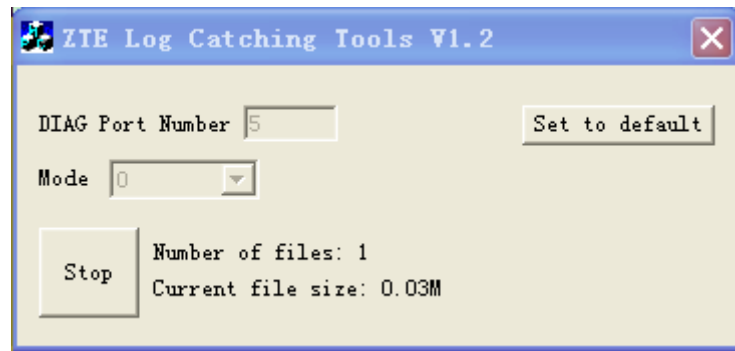 ZTE Log Catching Tools V1.2
DIAG Port Number 5
Set to default
Mode 0
Stop
Number of files: 1
Current file size: 0.03M